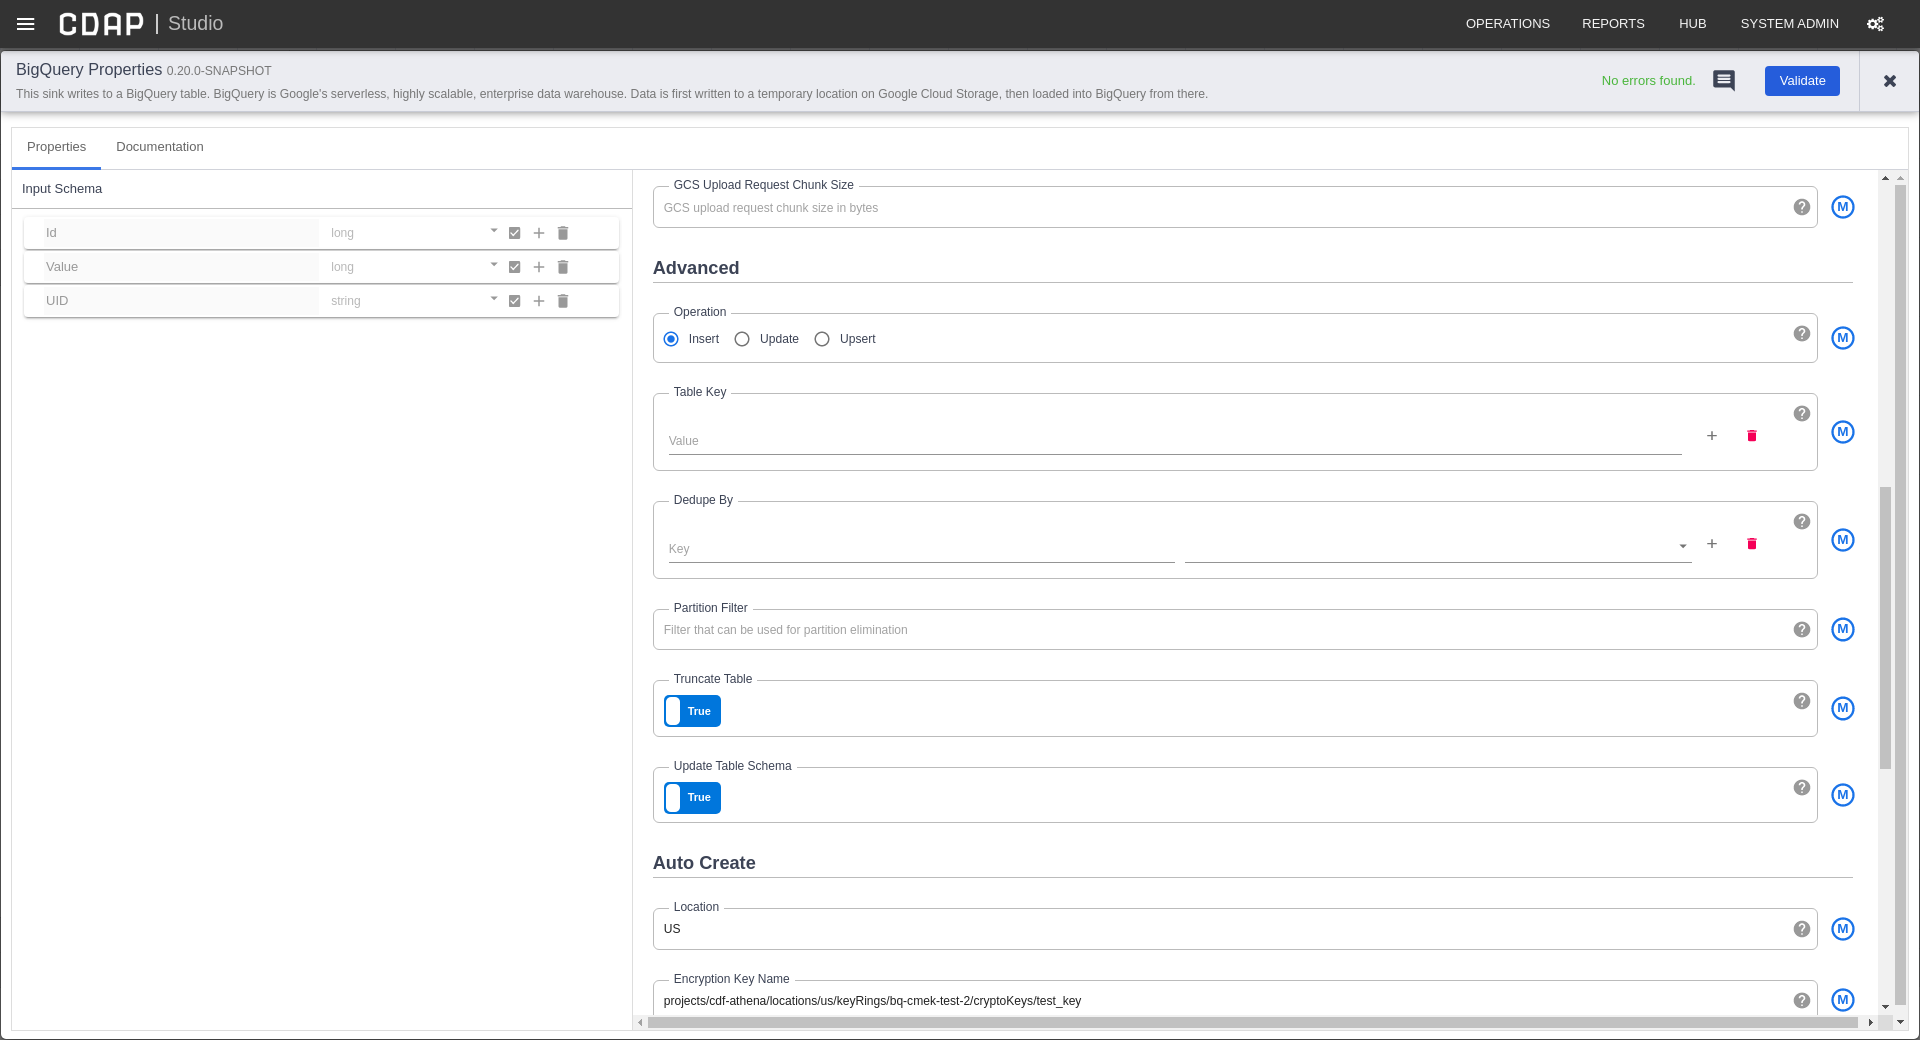 CDAP | Studio
OPERATIONS REPORTS HUB SYSTEM ADMIN
BigQuery Properties 0.20.0-SNAPSHOT
This sink writes to a BigQuery table. BigQuery is Google's serverless, highly scalable, enterprise data warehouse. Data is first written to a temporary location on Google Cloud Storage, then loaded into BigQuery from there.
No errors found.
Validate
Properties Documentation
Input Schema
Id long
Value long
UID string
GCS Upload Request Chunk Size
GCS upload request chunk size in bytes
M
Advanced
Operation
Insert Update Upsert
M
Table Key
Value
M
Dedupe By
Key
M
Partition Filter
Filter that can be used for partition elimination
M
Truncate Table
True
M
Update Table Schema
True
M
Auto Create
Location
US
M
Encryption Key Name
projects/cdf-athena/locations/us/keyRings/bq-cmek-test-2/cryptoKeys/test_key
M